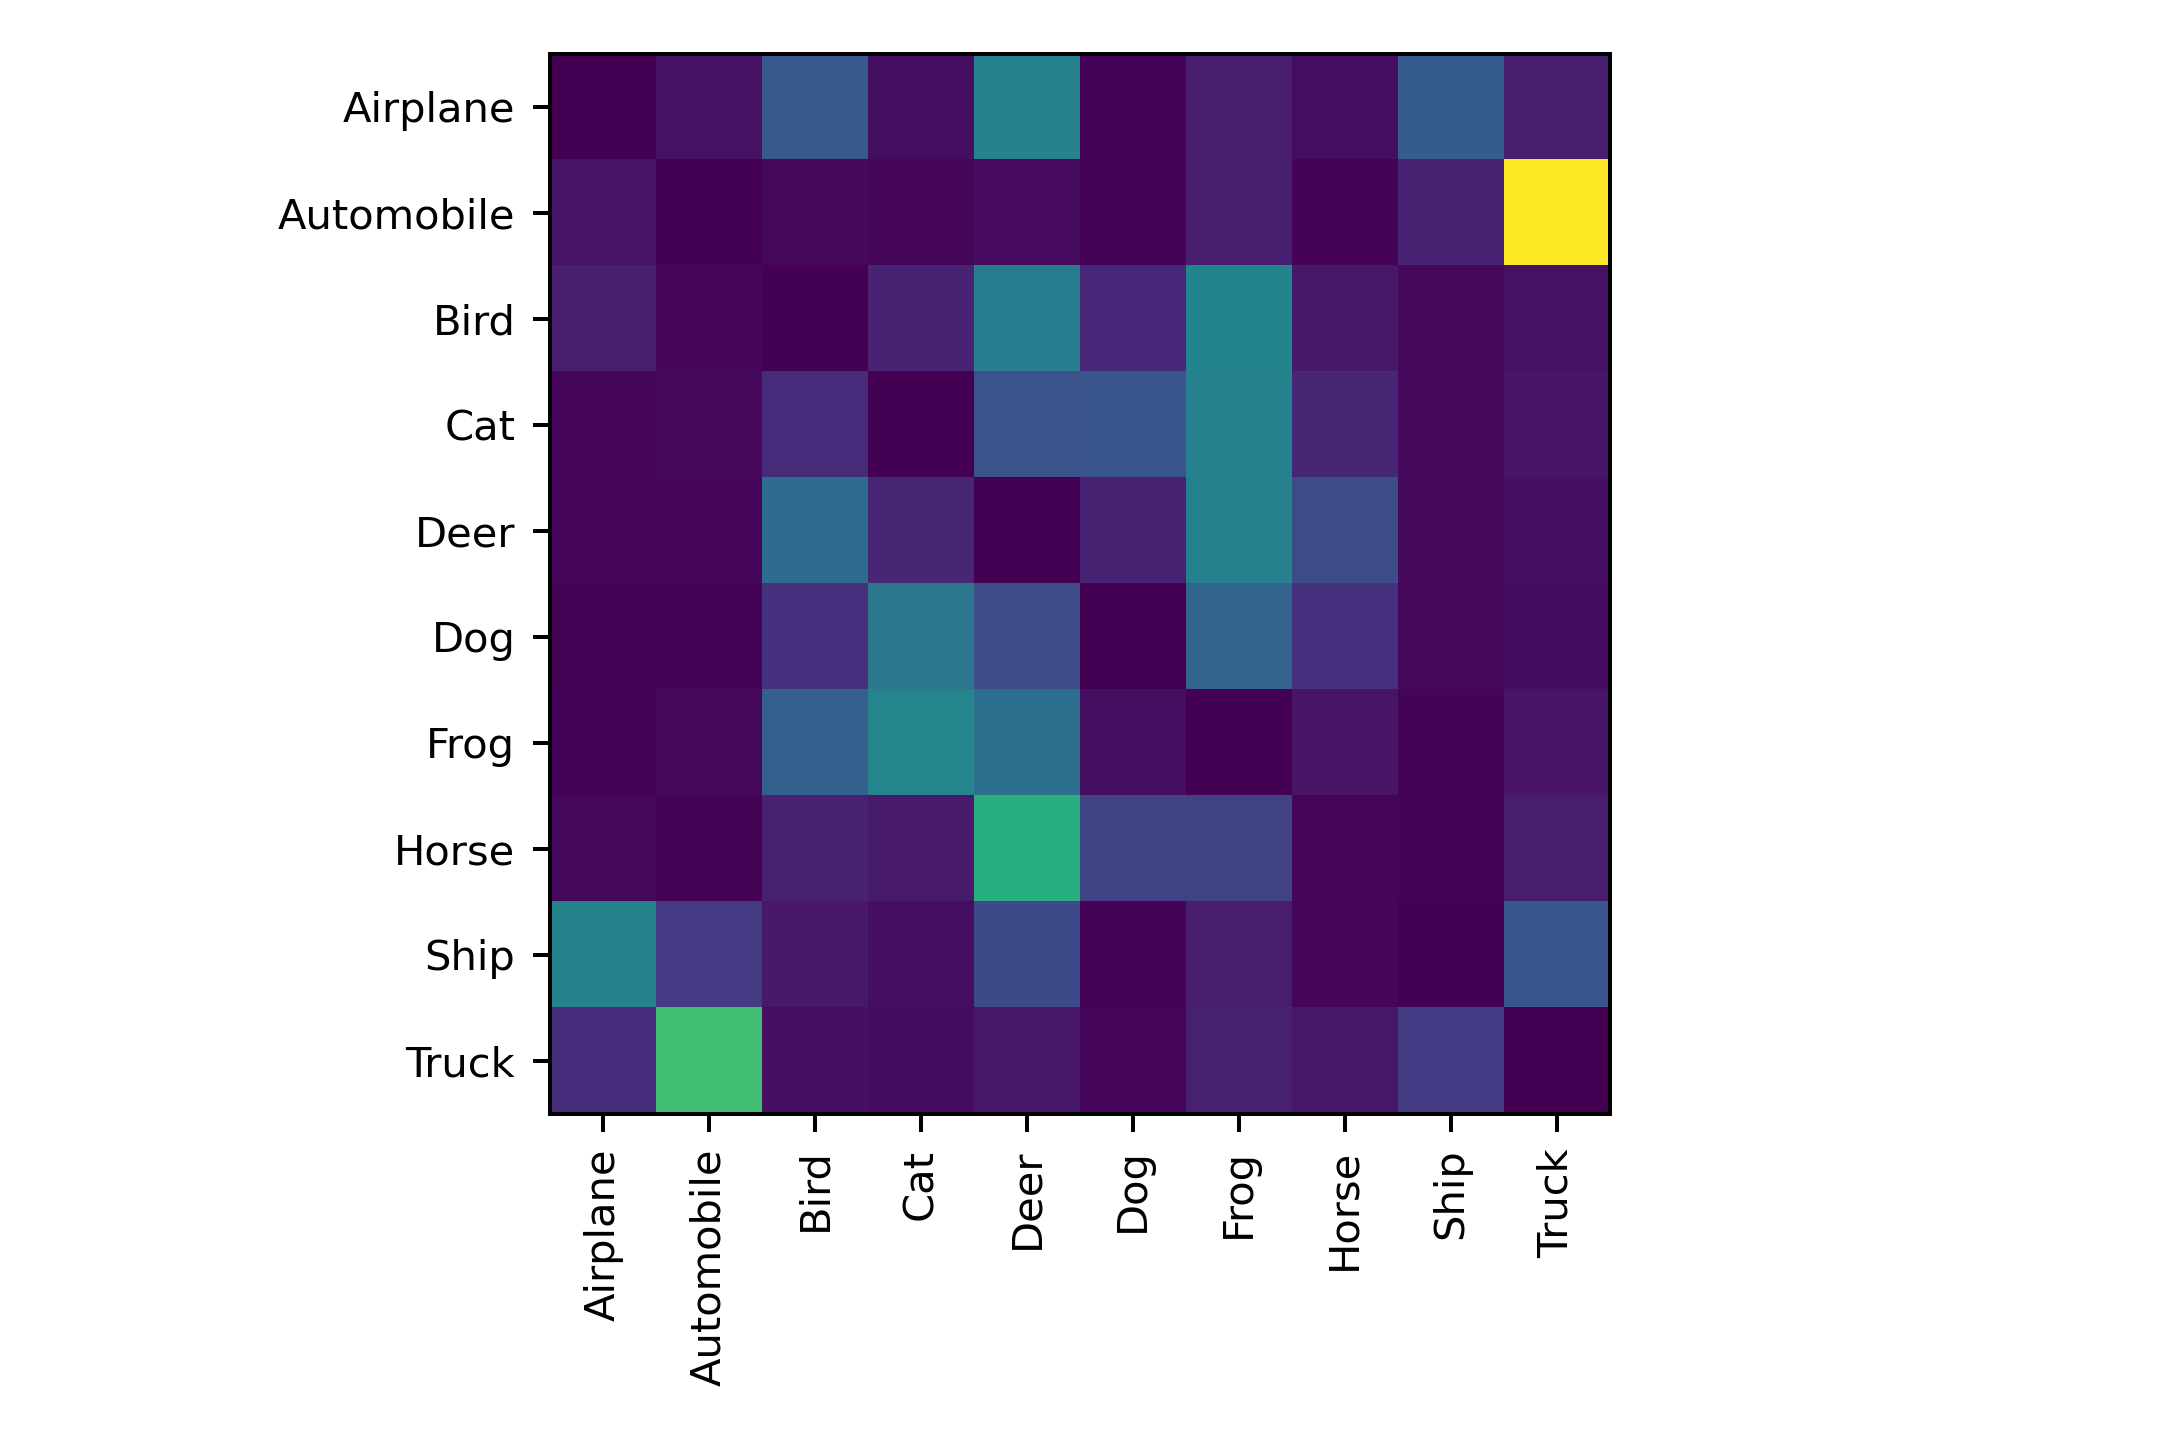 Airplane
Automobile
Bird
Cat
Deer
Dog
Frog
Horse
Ship
Truck
Airplane
Automobile
Bird
Cat
Deer
Dog
Frog
Horse
Ship
Truck